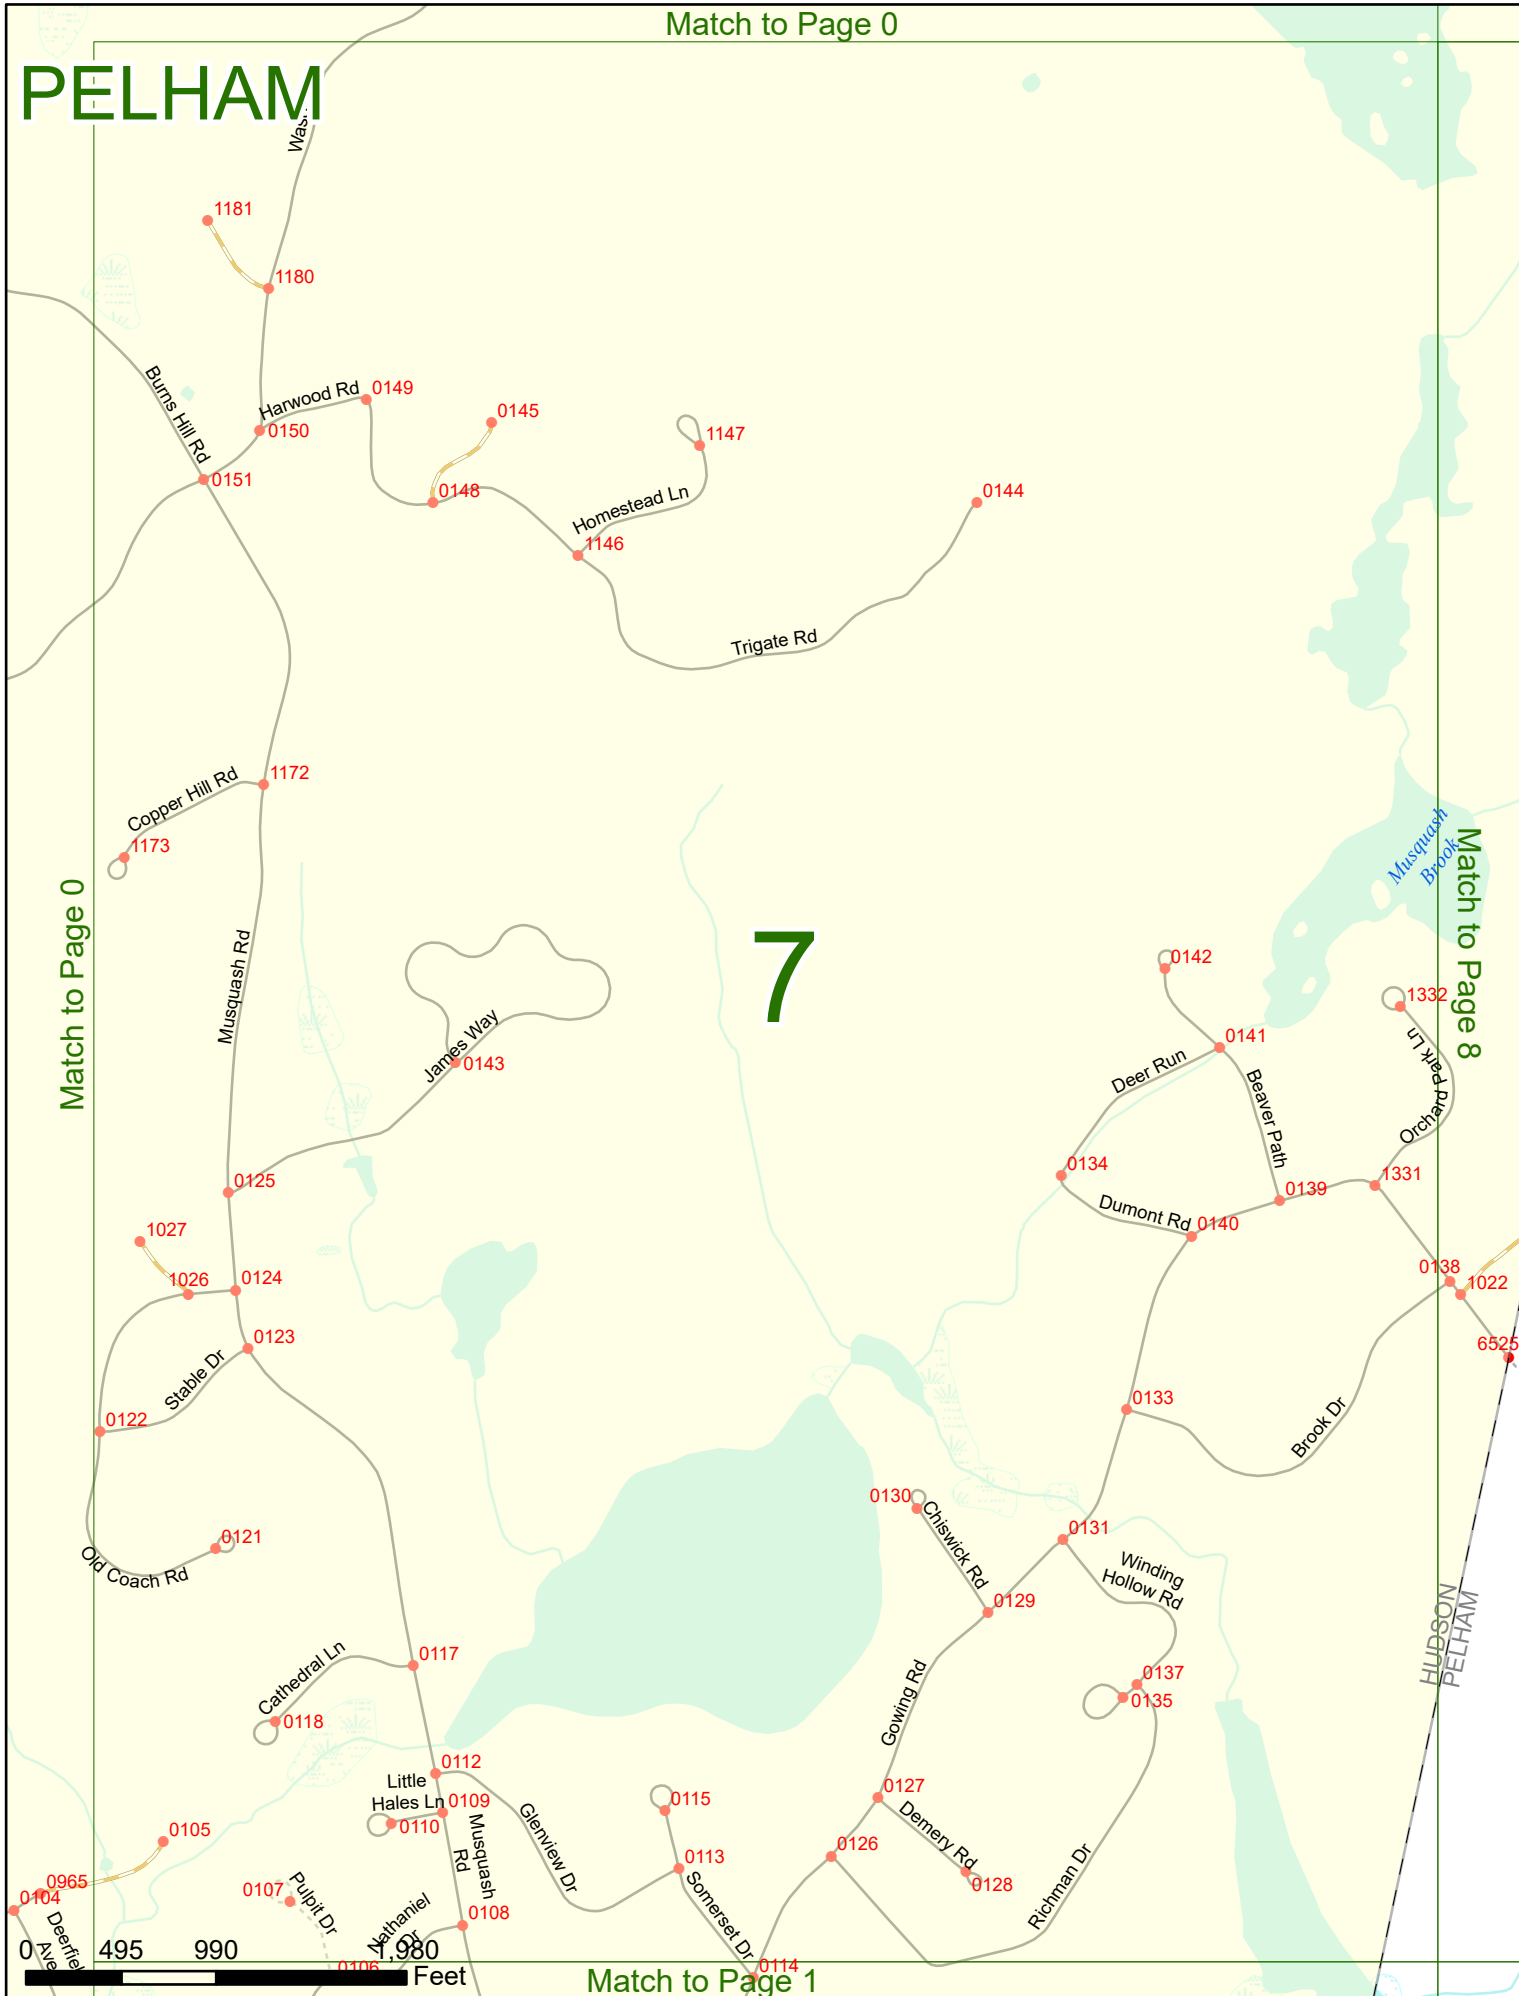 Match to Page 0
PELHAM
Was
1181
1180
Burns Hill Rd
Harwood Rd
0149
0150
0151
0145
0148
1147
Homestead Ln
1146
0144
Trigate Rd
1172
Copper Hill Rd
1173
Musquash
Brook
Match to Page 0
Match to Page 8
7
Musquash Rd
James Way
0143
0142
1332
0141
Orchard Park Ln
Deer Run
Beaver Path
0134
0139
1331
Dumont Rd
0140
0125
1027
1026
0124
0138
1022
0123
6525
Stable Dr
0122
0133
Brook Dr
0130
Chiswick Rd
0121
Old Coach Rd
0131
Winding
Hollow Rd
0129
HUDSON
PELHAM
0117
Cathedral Ln
0118
Gowing Rd
0137
0135
0112
Little
Hales Ln
0109
0110
Musquash
Rd
Glenview Dr
0115
0127
Demery Rd
0128
0105
0113
0126
0965
0104
0107
Pulpit Dr
Deerfiel
Ave
Nathaniel
Dr
0108
Somerset Dr
Richman Dr
0106
0114
0 495 990 1,980
Feet
Match to Page 1